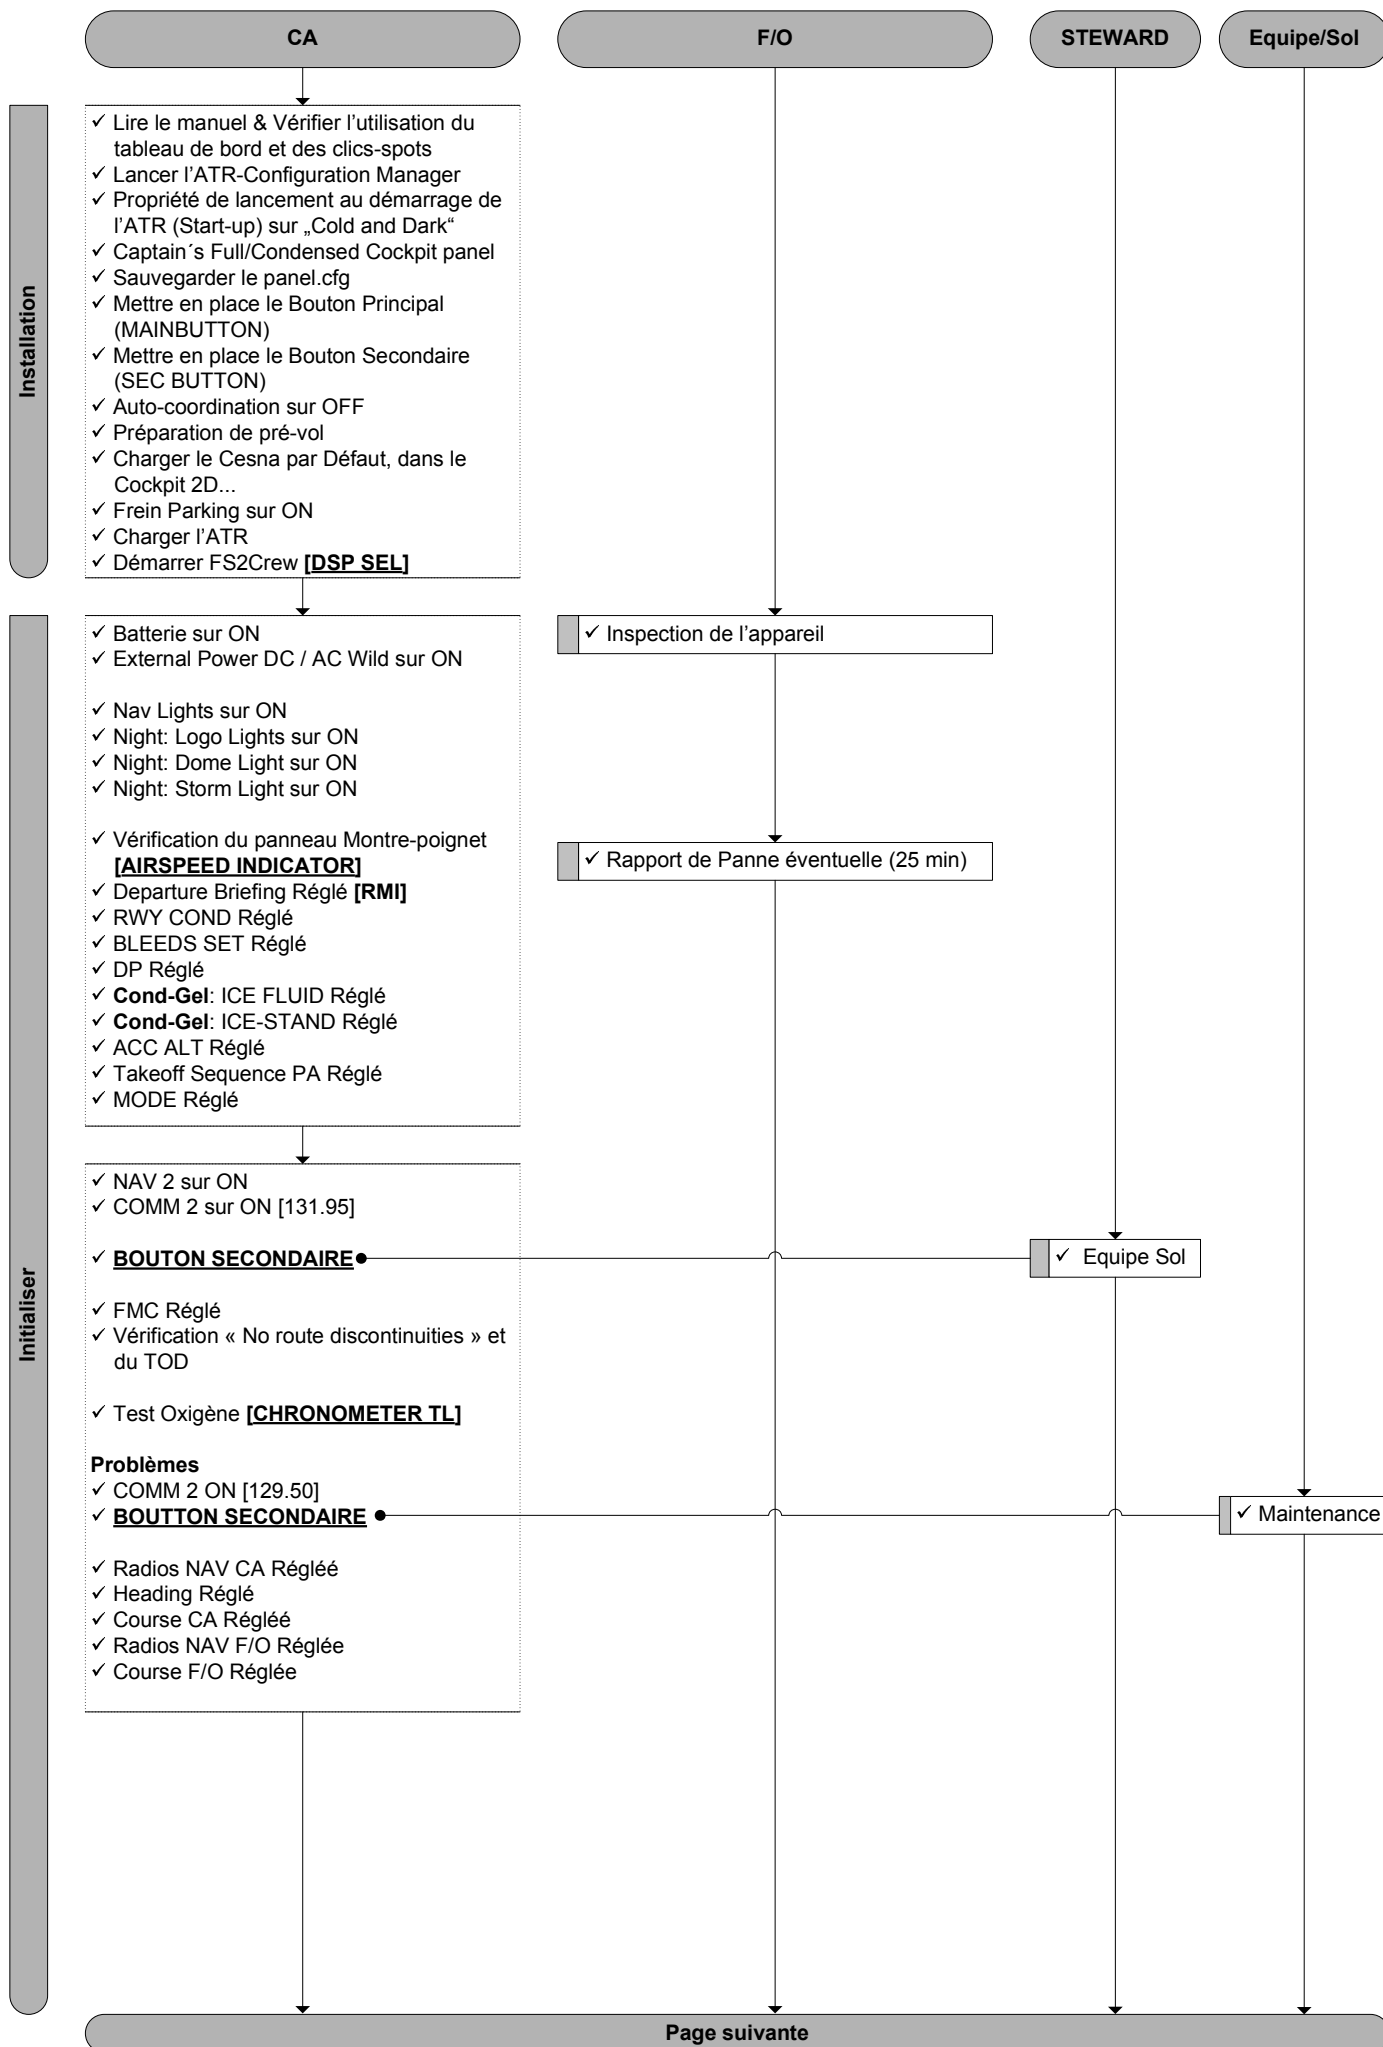 CA
F/O
STEWARD
Equipe/Sol
Installation
✓ Lire le manuel & Vérifier l’utilisation du
tableau de bord et des clics-spots
✓ Lancer l’ATR-Configuration Manager
✓ Propriété de lancement au démarrage de
l’ATR (Start-up) sur „Cold and Dark“
✓ Captain´s Full/Condensed Cockpit panel
✓ Sauvegarder le panel.cfg
✓ Mettre en place le Bouton Principal
(MAINBUTTON)
✓ Mettre en place le Bouton Secondaire
(SEC BUTTON)
✓ Auto-coordination sur OFF
✓ Préparation de pré-vol
✓ Charger le Cesna par Défaut, dans le
Cockpit 2D...
✓ Frein Parking sur ON
✓ Charger l’ATR
✓ Démarrer FS2Crew [DSP SEL]
Initialiser
✓ Batterie sur ON
✓ External Power DC / AC Wild sur ON
✓ Nav Lights sur ON
✓ Night: Logo Lights sur ON
✓ Night: Dome Light sur ON
✓ Night: Storm Light sur ON
✓ Vérification du panneau Montre-poignet
[AIRSPEED INDICATOR]
✓ Departure Briefing Réglé [RMI]
✓ RWY COND Réglé
✓ BLEEDS SET Réglé
✓ DP Réglé
✓ Cond-Gel: ICE FLUID Réglé
✓ Cond-Gel: ICE-STAND Réglé
✓ ACC ALT Réglé
✓ Takeoff Sequence PA Réglé
✓ MODE Réglé
✓ Inspection de l’appareil
✓ Rapport de Panne éventuelle (25 min)
✓ NAV 2 sur ON
✓ COMM 2 sur ON [131.95]
✓ BOUTON SECONDAIRE
✓ Equipe Sol
✓ FMC Réglé
✓ Vérification « No route discontinuities » et
du TOD
✓ Test Oxigène [CHRONOMETER TL]
Problèmes
✓ COMM 2 ON [129.50]
✓ BOUTTON SECONDAIRE
✓ Maintenance
✓ Radios NAV CA Régléé
✓ Heading Réglé
✓ Course CA Régléé
✓ Radios NAV F/O Réglée
✓ Course F/O Réglée
Page suivante